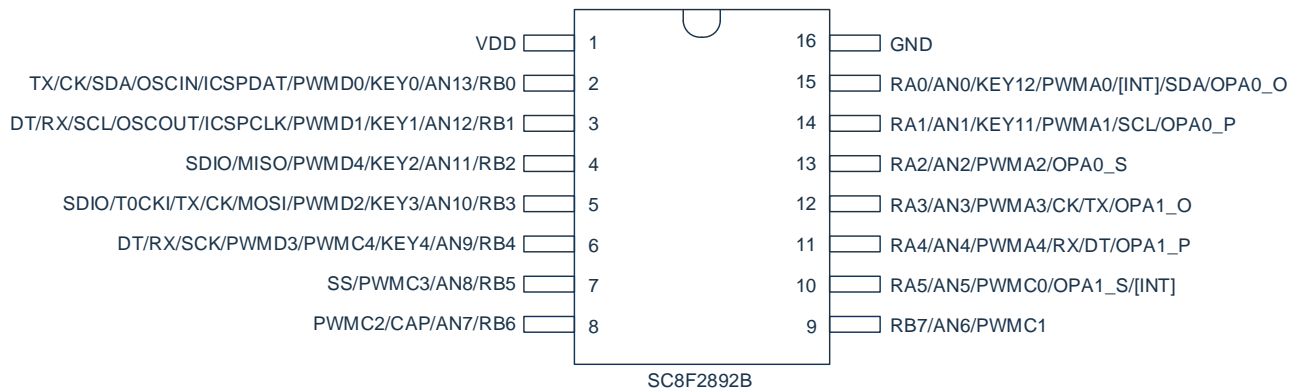 VDD 1 16 GND
TX/CK/SDA/OSCIN/ICSPDAT/PWMD0/KEY0/AN13/RB0 2 15 RA0/AN0/KEY12/PWMA0/[INT]/SDA/OPA0_O
DT/RX/SCL/OSCOUT/ICSPCLK/PWMD1/KEY1/AN12/RB1 3 14 RA1/AN1/KEY11/PWMA1/SCL/OPA0_P
SDIO/MISO/PWMD4/KEY2/AN11/RB2 4 13 RA2/AN2/PWMA2/OPA0_S
SDIO/T0CKI/TX/CK/MOSI/PWMD2/KEY3/AN10/RB3 5 12 RA3/AN3/PWMA3/CK/TX/OPA1_O
DT/RX/SCK/PWMD3/PWMC4/KEY4/AN9/RB4 6 11 RA4/AN4/PWMA4/RX/DT/OPA1_P
SS/PWMC3/AN8/RB5 7 10 RA5/AN5/PWMC0/OPA1_S/[INT]
PWMC2/CAP/AN7/RB6 8 9 RB7/AN6/PWMC1
SC8F2892B